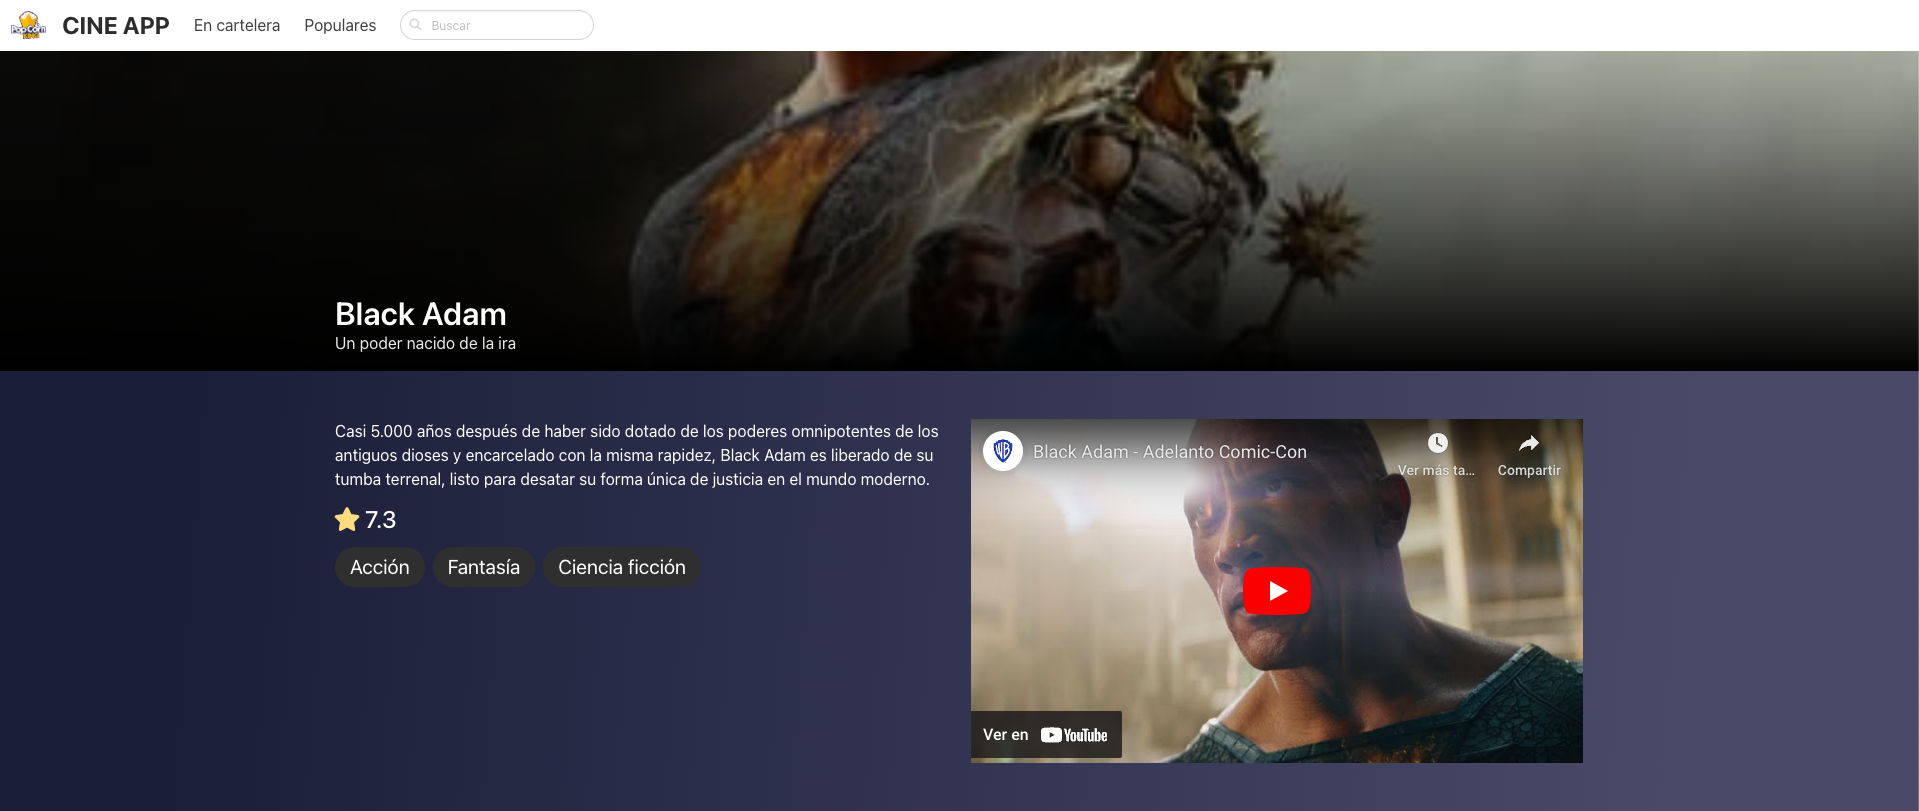 PopCorn
CINE APP
En cartelera
Populares
Buscar
Black Adam
Un poder nacido de la ira
Casi 5.000 años después de haber sido dotado de los poderes omnipotentes de los
antiguos dioses y encarcelado con la misma rapidez, Black Adam es liberado de su
tumba terrenal, listo para desatar su forma única de justicia en el mundo moderno.
7.3
Acción
Fantasía
Ciencia ficción
WB
Black Adam - Adelanto Comic-Con
Ver más ta...
Compartir
Ver en YouTube